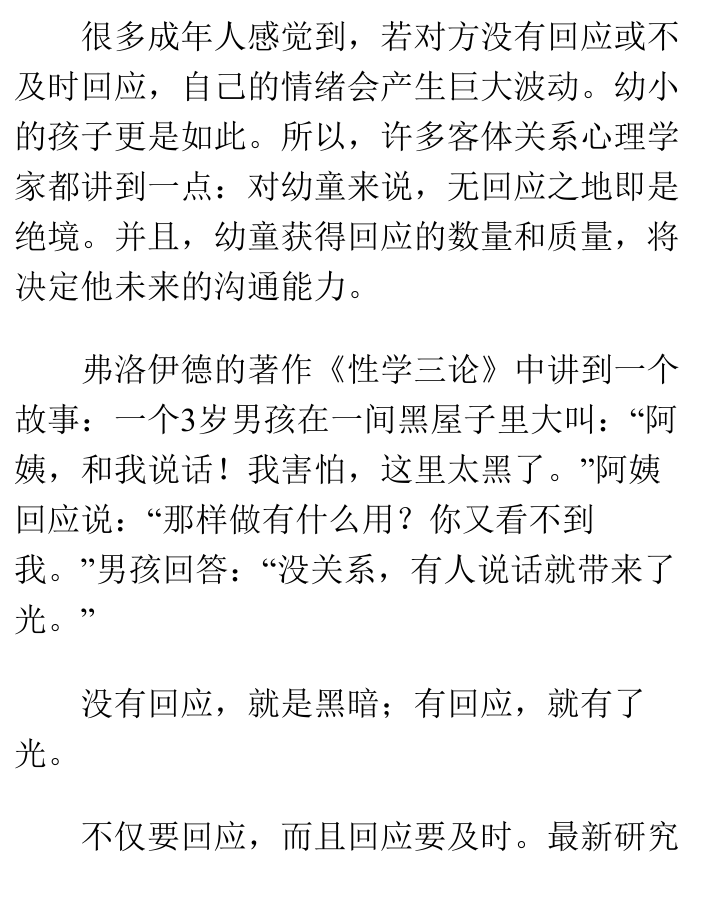 很多成年人感觉到，若对方没有回应或不
及时回应，自己的情绪会产生巨大波动。幼小
的孩子更是如此。所以，许多客体关系心理学
家都讲到一点：对幼童来说，无回应之地即是
绝境。并且，幼童获得回应的数量和质量，将
决定他未来的沟通能力。
弗洛伊德的著作《性学三论》中讲到一个
故事：一个3岁男孩在一间黑屋子里大叫：“阿
姨，和我说话！我害怕，这里太黑了。”阿姨
回应说：“那样做有什么用？你又看不到
我。”男孩回答：“没关系，有人说话就带来了
光。”
没有回应，就是黑暗；有回应，就有了
光。
不仅要回应，而且回应要及时。最新研究